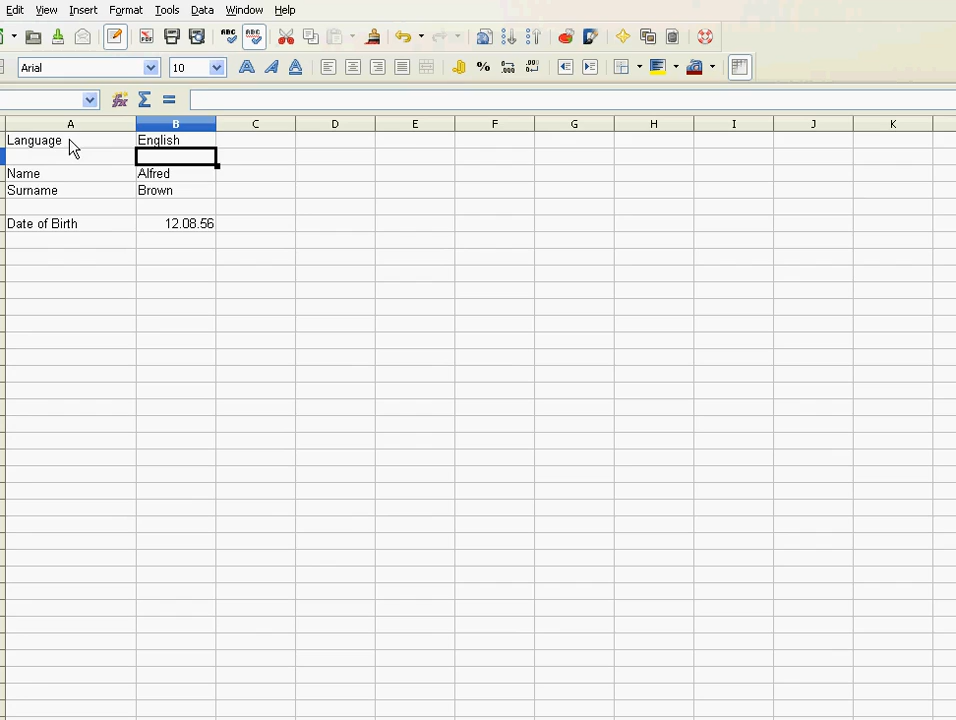 Edit View Insert Format Tools Data Window Help
Arial 10
A B C D E F G H I J K
Language English
Name Alfred
Surname Brown
Date of Birth 12.08.56